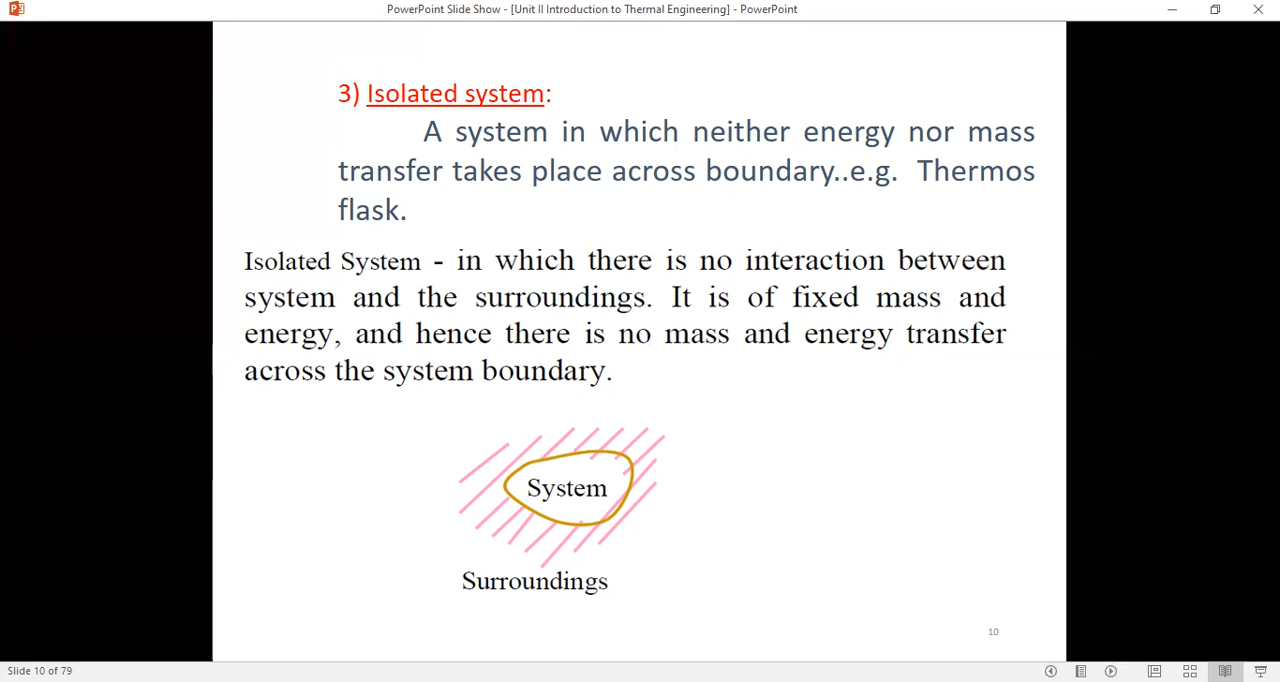 PowerPoint Slide Show - [Unit II Introduction to Thermal Engineering] - PowerPoint
3) Isolated system:
A system in which neither energy nor mass
transfer takes place across boundary..e.g. Thermos
flask.
Isolated System - in which there is no interaction between
system and the surroundings. It is of fixed mass and
energy, and hence there is no mass and energy transfer
across the system boundary.
System
Surroundings
10
Slide 10 of 79